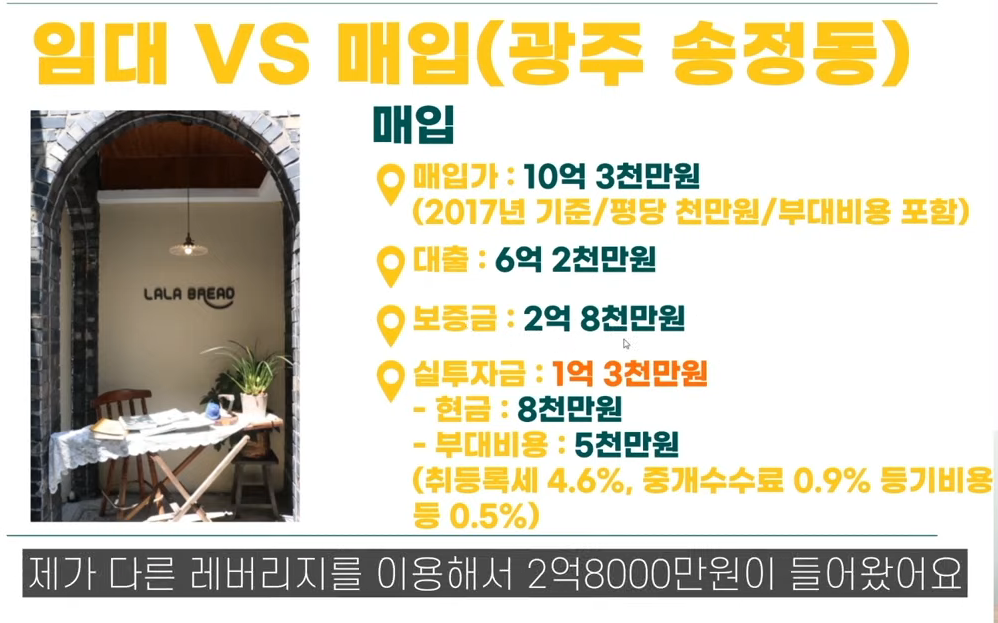 임대 VS 매입(광주 송정동)
매입
매입가 : 10억 3천만원
(2017년 기준/평당 천만원/부대비용 포함)
대출 : 6억 2천만원
보증금 : 2억 8천만원
실투자금 : 1억 3천만원
- 현금 : 8천만원
- 부대비용 : 5천만원
(취등록세 4.6%, 중개수수료 0.9% 등기비용
등 0.5%)
LALA BREAD
제가 다른 레버리지를 이용해서 2억8000만원이 들어왔어요